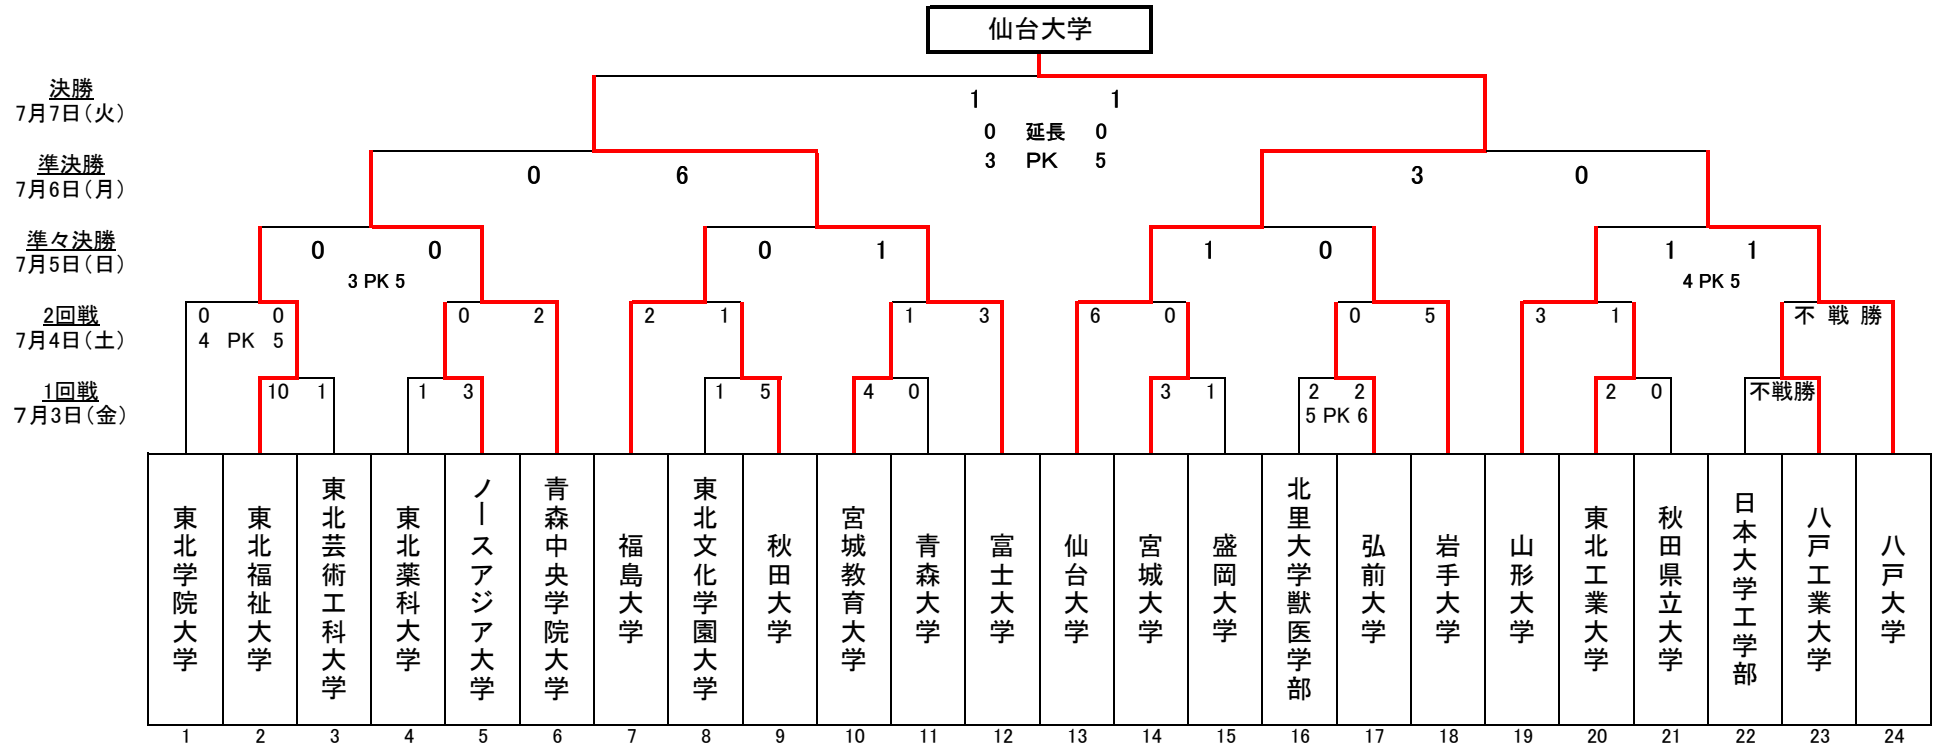 仙台大学
決勝
7月7日(火)
1 1
0 延長 0
3 PK 5
準決勝
7月6日(月)
0 6 3 0
準々決勝
7月5日(日)
0 0 0 1 1 0 1 1
3 PK 5 4 PK 5
2回戦
7月4日(土)
0 0 0 2 2 1 1 3 6 0 0 5 3 1 不 戦 勝
4 PK 5
1回戦
7月3日(金)
10 1 1 3 1 5 4 0 3 1 2 2 2 0 不戦勝
5 PK 6
東北学院大学
東北福祉大学
東北芸術工科大学
東北薬科大学
ノースアジア大学
青森中央学院大学
福島大学
東北文化学園大学
秋田大学
宮城教育大学
青森大学
富士大学
仙台大学
宮城大学
盛岡大学
北里大学獣医学部
弘前大学
岩手大学
山形大学
東北工業大学
秋田県立大学
日本大学工学部
八戸工業大学
八戸大学
1 2 3 4 5 6 7 8 9 10 11 12 13 14 15 16 17 18 19 20 21 22 23 24